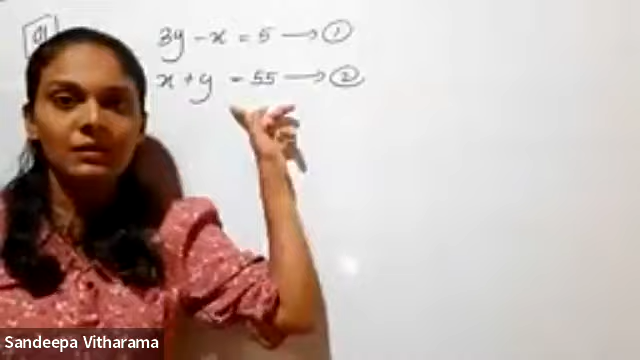 01
3y - x = 5 → ①
x + y = 55 → ②
Sandeepa Vitharama